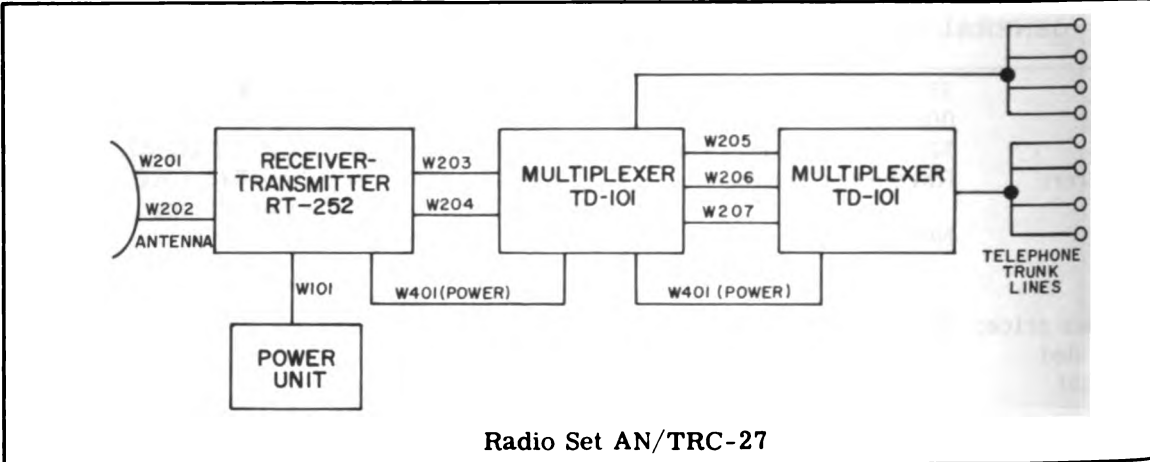 W201
W202
ANTENNA
RECEIVER-
TRANSMITTER
RT-252
W203
W204
MULTIPLEXER
TD-101
W205
W206
W207
MULTIPLEXER
TD-101
TELEPHONE
TRUNK
LINES
W101
W401(POWER)
W401 (POWER)
POWER
UNIT
Radio Set AN/TRC-27